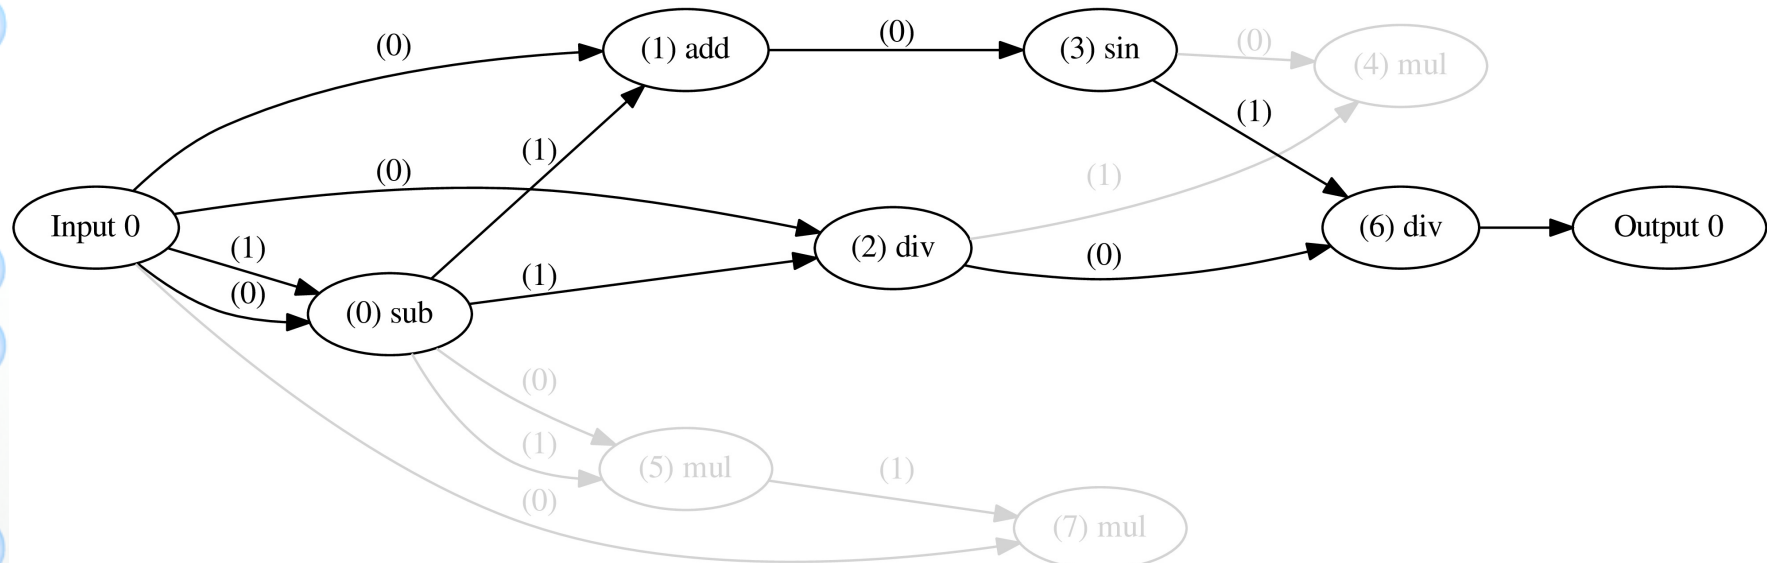 (0)
(1) add
(0)
(3) sin
(0)
(4) mul
(1)
(1)
(0)
(1)
Input 0
(1)
(0)
(0) sub
(1)
(2) div
(0)
(6) div
Output 0
(0)
(1)
(0)
(5) mul
(1)
(7) mul